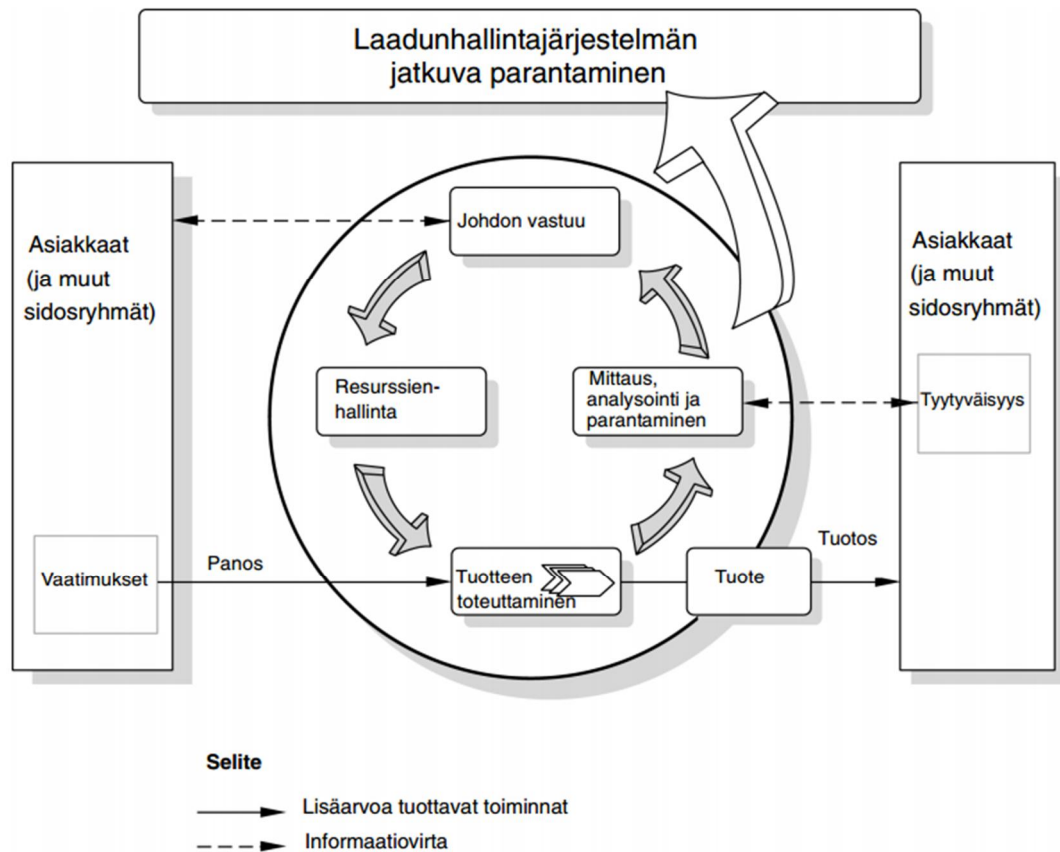 Laadunhallintajärjestelmän
jatkuva parantaminen
Asiakkaat
(ja muut
sidosryhmät)
Vaatimukset
Panos
Johdon vastuu
Resurssien-
hallinta
Mittaus,
analysointi ja
parantaminen
Tuotteen
toteuttaminen
Tuote
Tuotos
Asiakkaat
(ja muut
sidosryhmät)
Tyytyväisyys
Selite
Lisäarvoa tuottavat toiminnat
Informaatiovirta